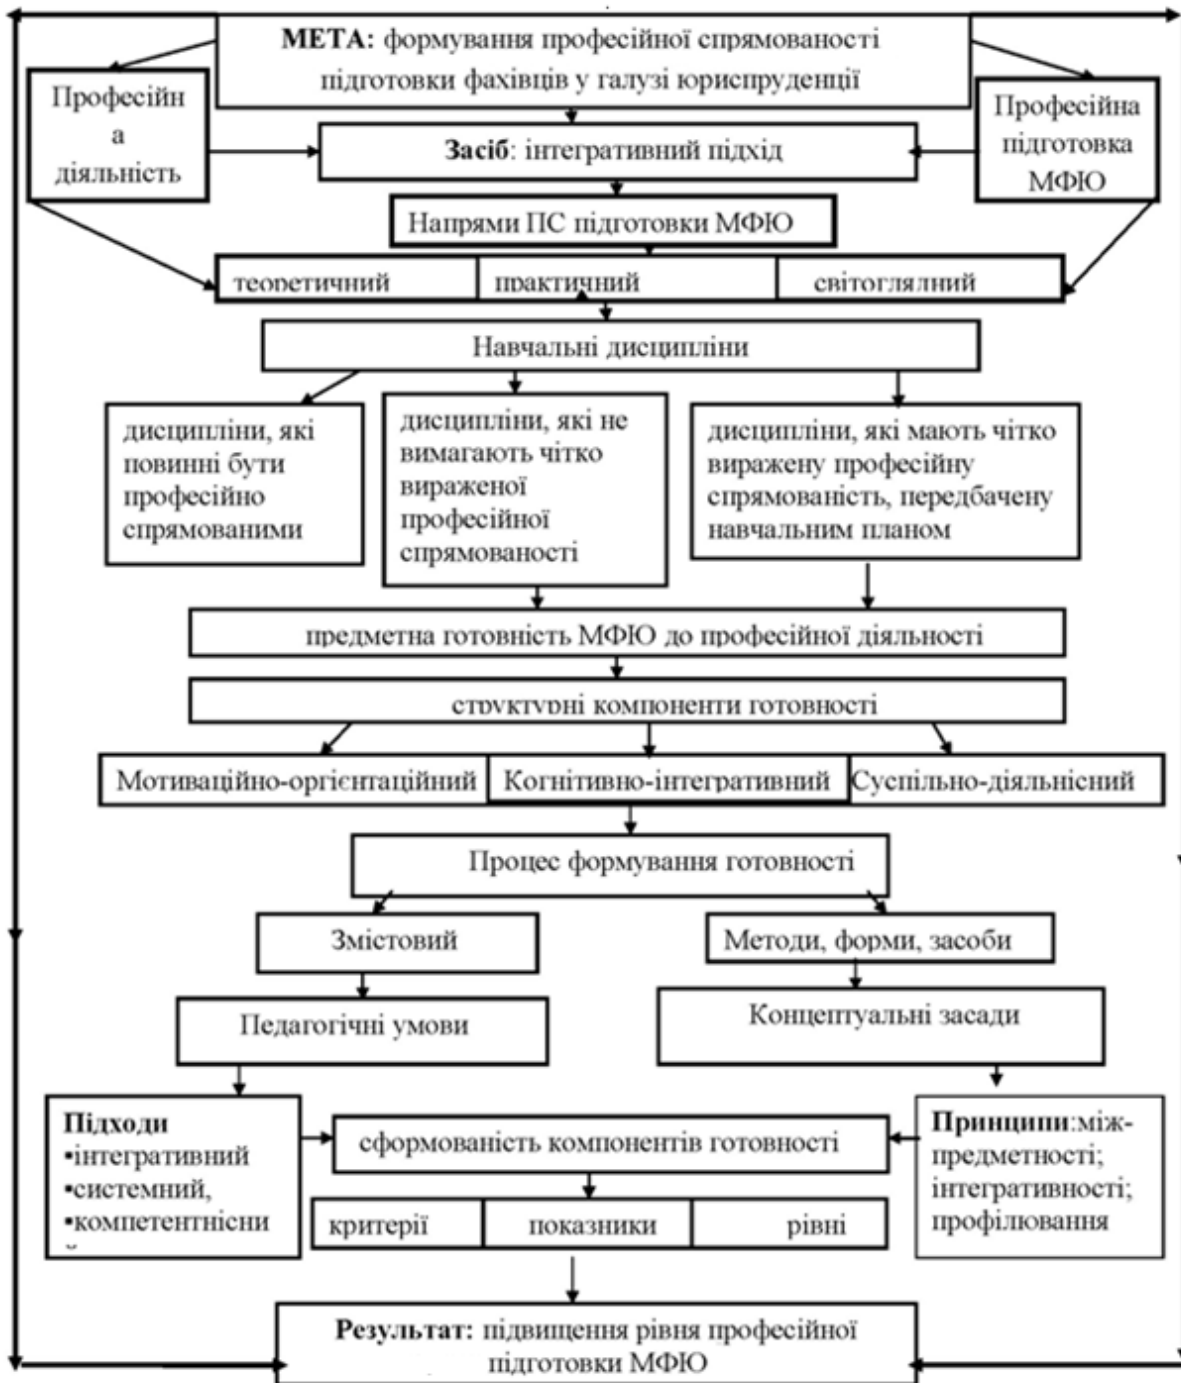 МЕТА: формування професійної спрямованості
підготовки фахівців у галузі юриспруденції
Професійн
а
діяльність
Професійна
підготовка
МФЮ
Засіб: інтегративний підхід
Напрями ПС підготовки МФЮ
теоретичний
практичний
світоглядний
Навчальні дисципліни
дисципліни, які
повинні бути
професійно
спрямованими
дисципліни, які не
вимагають чітко
вираженої
професійної
спрямованості
дисципліни, які мають чітко
виражену професійну
спрямованість, передбачену
навчальним планом
предметна готовність МФЮ до професійної діяльності
структурні компоненти готовності
Мотиваційно-оргієнтаційний
Когнітивно-інтегративний
Суспільно-діяльнісний
Процес формування готовності
Змістовий
Методи, форми, засоби
Педагогічні умови
Концептуальні засади
Підходи
▪інтегративний
▪системний,
▪компетентнісни
й
сформованість компонентів готовності
критерії
показники
рівні
Принципи:між-
предметності;
інтегративності;
профілювання
Результат: підвищення рівня професійної
підготовки МФЮ